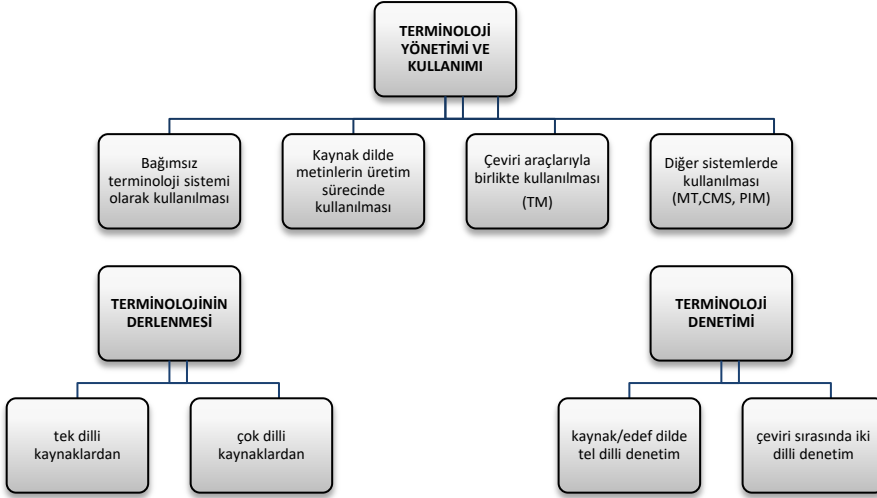 TERMİNOLOJİ
YÖNETİMİ VE
KULLANIMI
Bağımsız
terminoloji sistemi
olarak kullanılması
Kaynak dilde
metinlerin üretim
sürecinde
kullanılması
Çeviri araçlarıyla
birlikte kullanılması
(TM)
Diğer sistemlerde
kullanılması
(MT,CMS, PIM)
TERMİNOLOJİNİN
DERLENMESİ
TERMİNOLOJİ
DENETİMİ
tek dilli
kaynaklardan
çok dilli
kaynaklardan
kaynak/edef dilde
tel dilli denetim
çeviri sırasında iki
dilli denetim